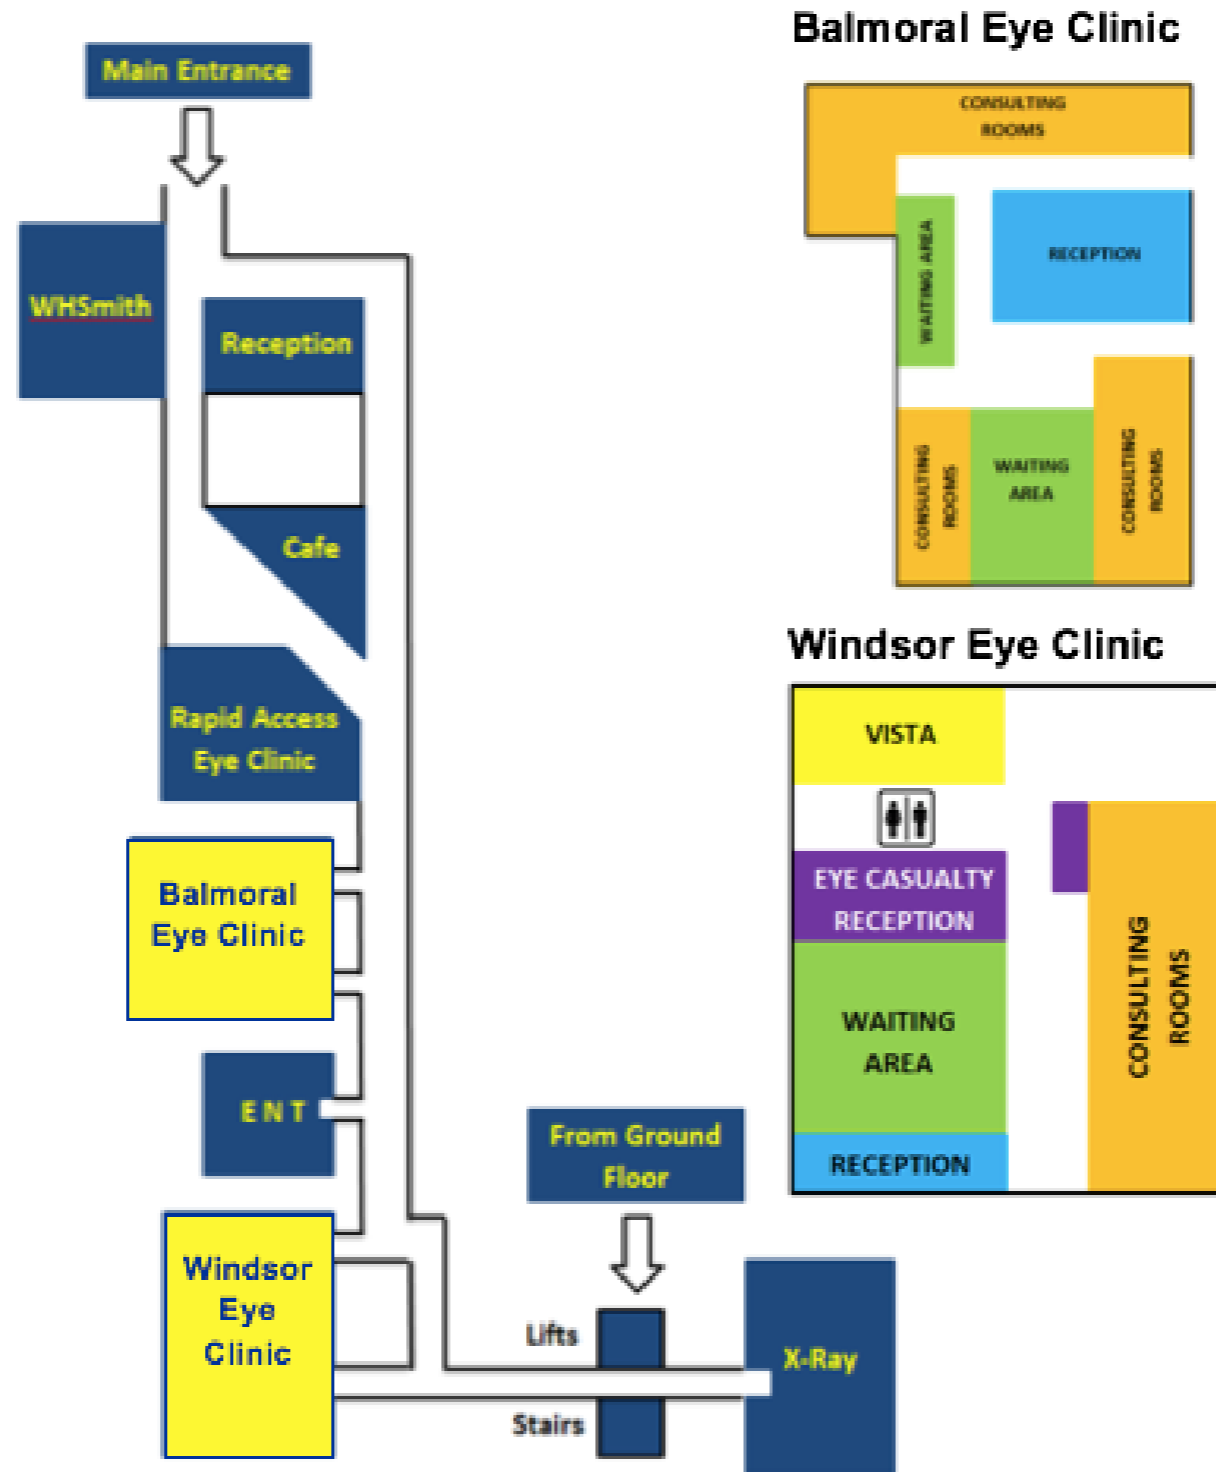 Main Entrance
WHSmith
Reception
Cafe
Rapid Access
Eye Clinic
Balmoral
Eye Clinic
E N T
Windsor
Eye
Clinic
From Ground
Floor
Lifts
Stairs
X-Ray
Balmoral Eye Clinic
CONSULTING
ROOMS
WAITING AREA
RECEPTION
CONSULTING
ROOMS
WAITING
AREA
CONSULTING
ROOMS
Windsor Eye Clinic
VISTA
EYE CASUALTY
RECEPTION
WAITING
AREA
RECEPTION
CONSULTING
ROOMS